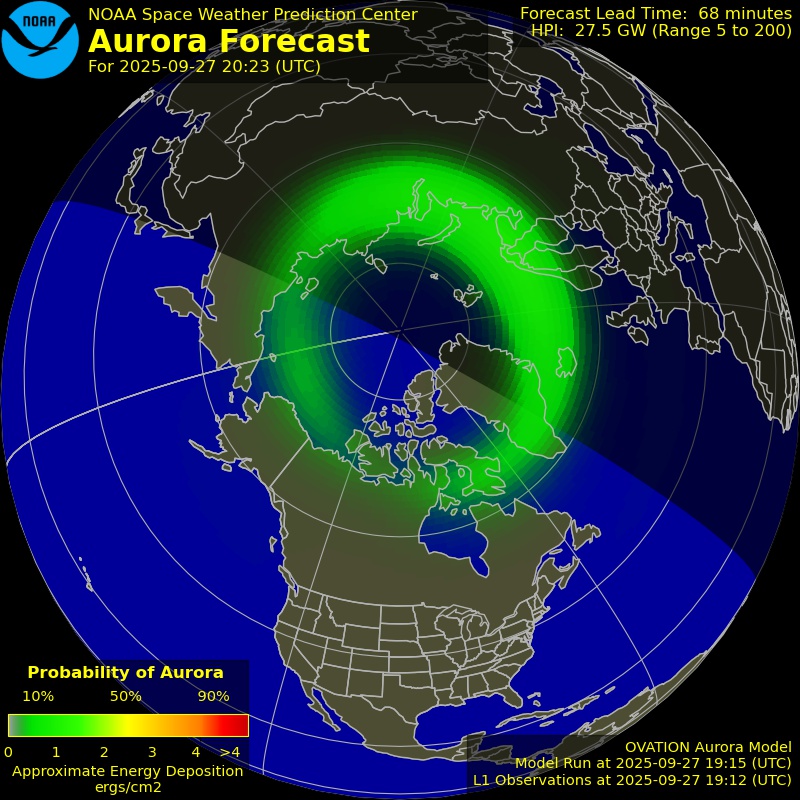 NOAA
NOAA Space Weather Prediction Center
Aurora Forecast
For 2025-09-27 20:23 (UTC)
Forecast Lead Time: 68 minutes
HPI: 27.5 GW (Range 5 to 200)
Probability of Aurora
10% 50% 90%
0 1 2 3 4 >4
Approximate Energy Deposition
ergs/cm2
OVATION Aurora Model
Model Run at 2025-09-27 19:15 (UTC)
L1 Observations at 2025-09-27 19:12 (UTC)